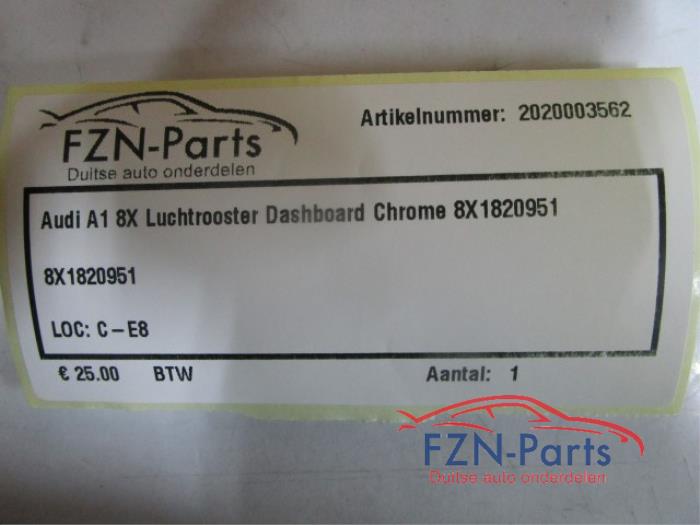 FZN-Parts
Duitse auto onderdelen
Artikelnummer: 2020003562
Audi A1 8X Luchtrooster Dashboard Chrome 8X1820951
8X1820951
LOC: C-E8
€ 25.00 BTW Aantal: 1
FZN-Parts
Duitse auto onderdelen